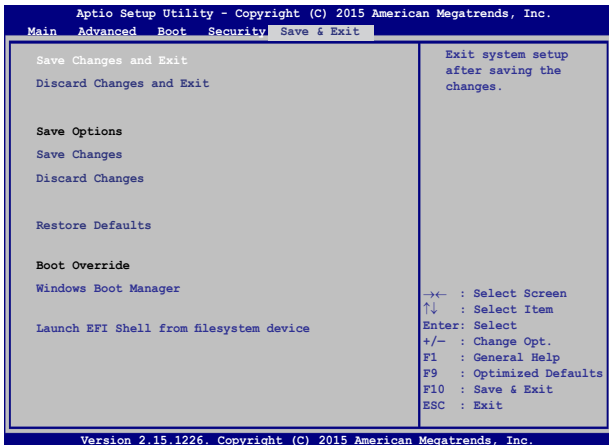 Aptio Setup Utility - Copyright (C) 2015 American Megatrends, Inc.
Main Advanced Boot Security Save & Exit
Save Changes and Exit
Discard Changes and Exit
Save Options
Save Changes
Discard Changes
Restore Defaults
Boot Override
Windows Boot Manager
Launch EFI Shell from filesystem device
Exit system setup
after saving the
changes.
→← : Select Screen
↑↓ : Select Item
Enter: Select
+/— : Change Opt.
F1 : General Help
F9 : Optimized Defaults
F10 : Save & Exit
ESC : Exit
Version 2.15.1226. Copyright (C) 2015 American Megatrends, Inc.